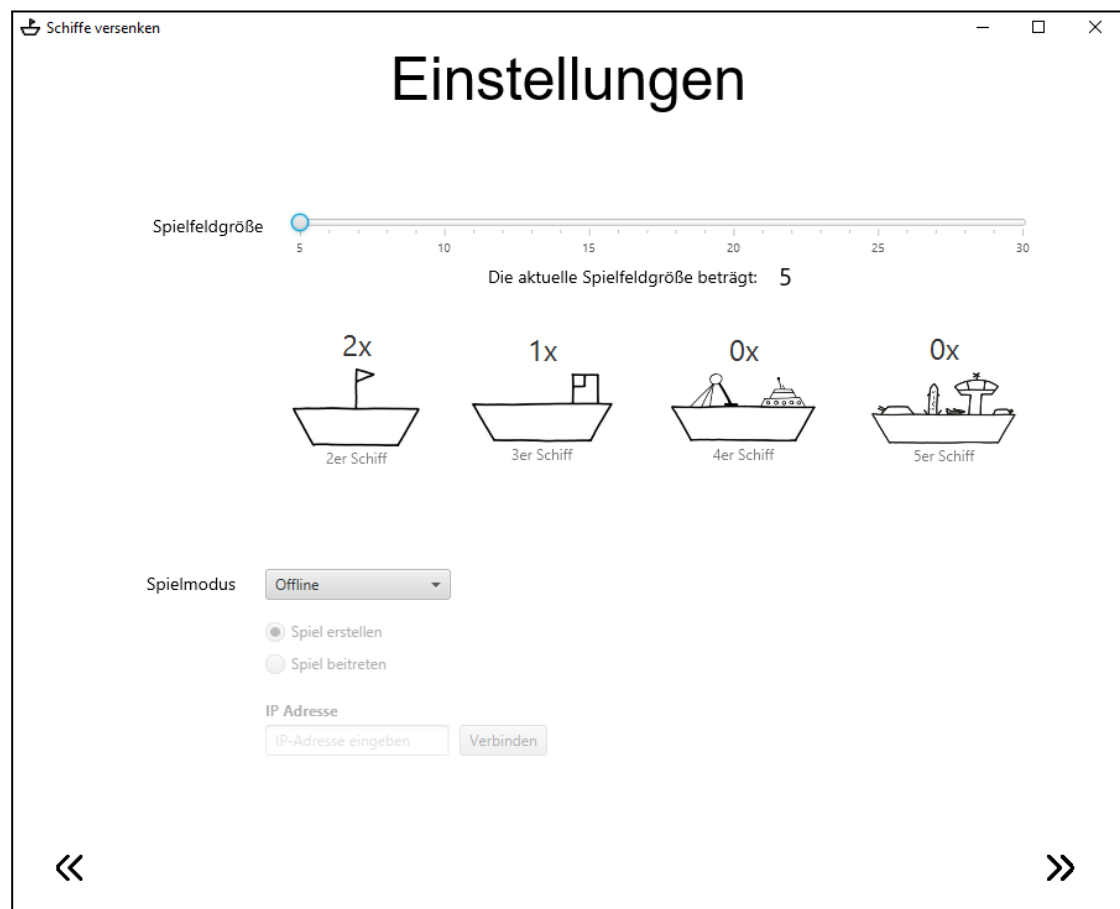 Schiffe versenken
Einstellungen
Spielfeldgröße
5 10 15 20 25 30
Die aktuelle Spielfeldgröße beträgt: 5
2x 1x 0x 0x
2er Schiff 3er Schiff 4er Schiff 5er Schiff
Spielmodus Offline
Spiel erstellen
Spiel beitreten
IP Adresse
IP-Adresse eingeben Verbinden